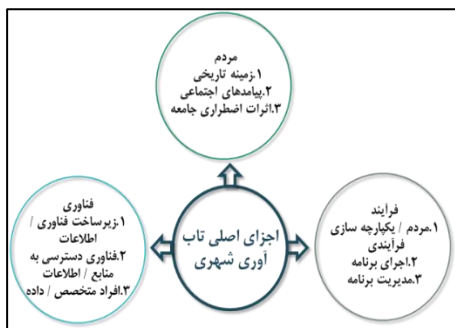 مردم
۱.زمینه تاریخی
۲.پیامدهای اجتماعی
۳.اثرات اضطراری جامعه
اجزای اصلی تاب
آوری شهری
فرآیند
۱.مردم / یکپارچه سازی
فرآیندی
۲.اجرای برنامه
۳.مدیریت برنامه
فناوری
۱.زیرساخت فناوری /
اطلاعات
۲.فناوری دسترسی به
منابع / اطلاعات
۳.افراد متخصص / داده